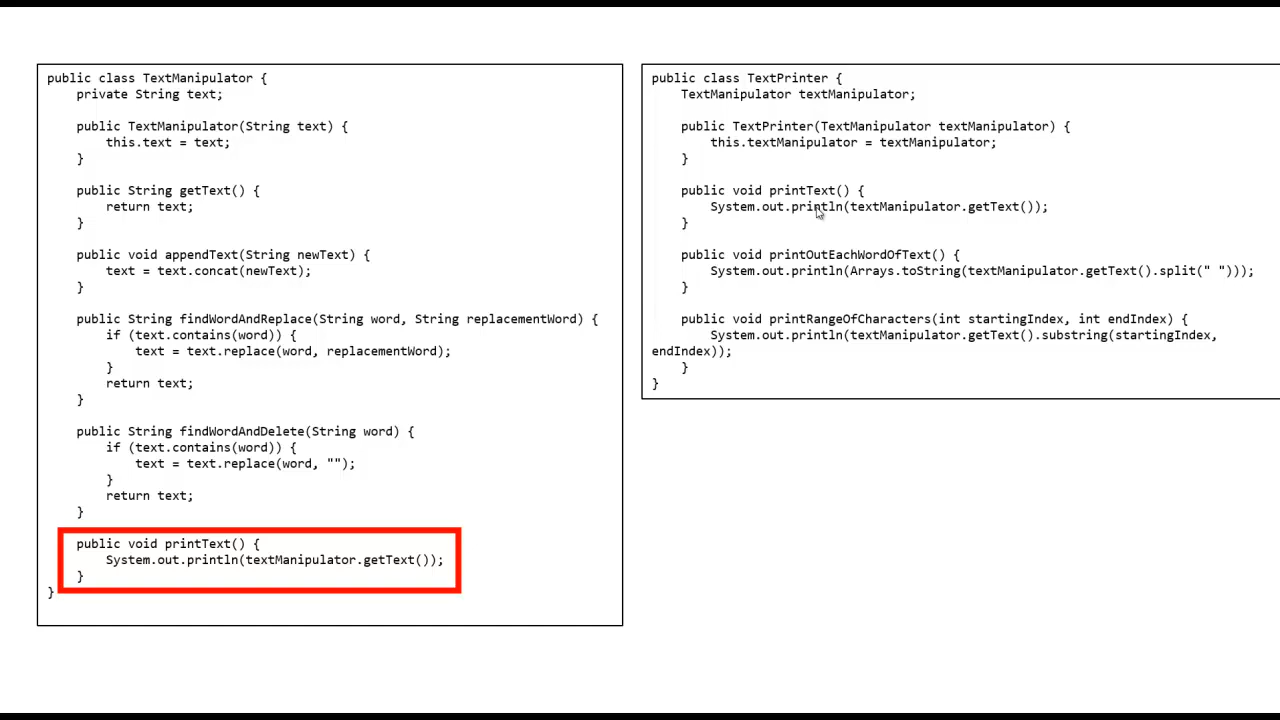 public class TextManipulator {
private String text;
public TextManipulator(String text) {
this.text = text;
}
public String getText() {
return text;
}
public void appendText(String newText) {
text = text.concat(newText);
}
public String findWordAndReplace(String word, String replacementWord) {
if (text.contains(word)) {
text = text.replace(word, replacementWord);
}
return text;
}
public String findWordAndDelete(String word) {
if (text.contains(word)) {
text = text.replace(word, "");
}
return text;
}
public void printText() {
System.out.println(textManipulator.getText());
}
}
public class TextPrinter {
TextManipulator textManipulator;
public TextPrinter(TextManipulator textManipulator) {
this.textManipulator = textManipulator;
}
public void printText() {
System.out.println(textManipulator.getText());
}
public void printOutEachWordOfText() {
System.out.println(Arrays.toString(textManipulator.getText().split(" ")));
}
public void printRangeOfCharacters(int startingIndex, int endIndex) {
System.out.println(textManipulator.getText().substring(startingIndex,
endIndex));
}
}